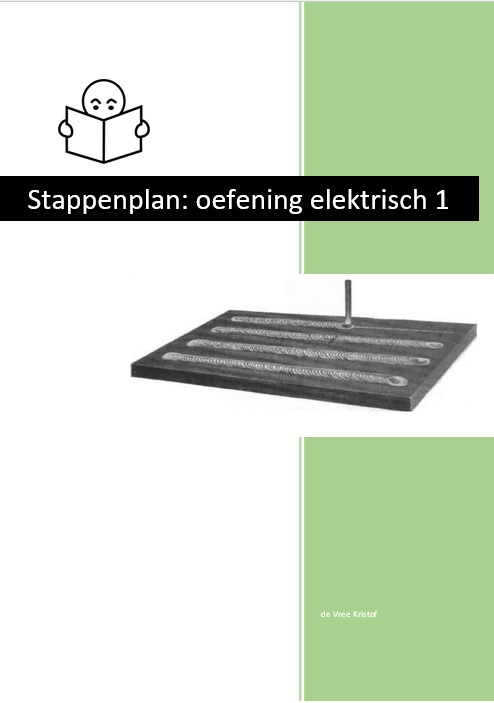 Stappenplan: oefening elektrisch 1
de Vree Kristof